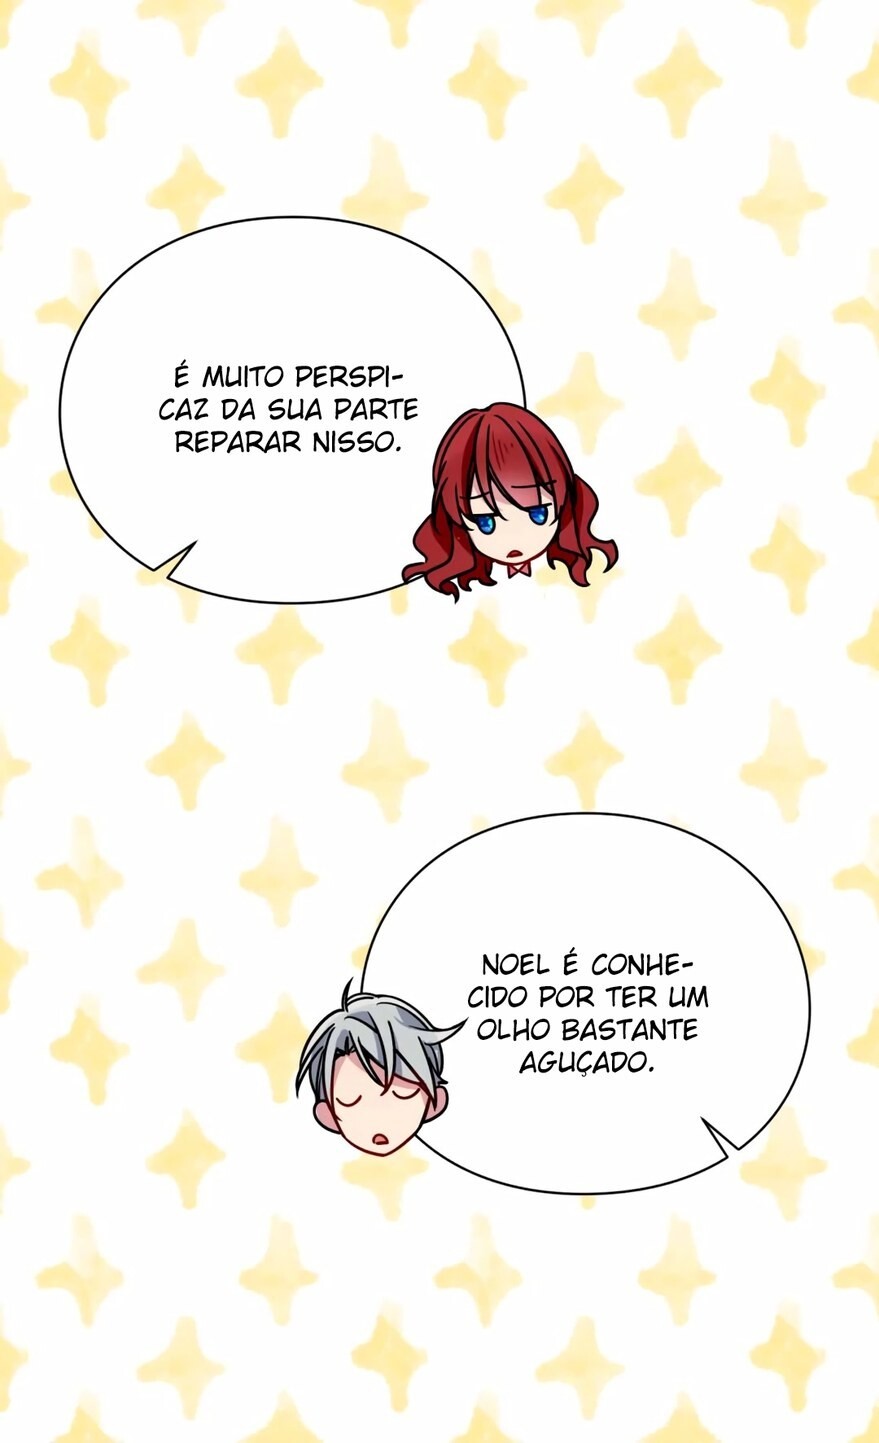 É MUITO PERSPI-
CAZ DA SUA PARTE
REPARAR NISSO.
NOEL É CONHE-
CIDO POR TER UM
OLHO BASTANTE
AGUÇADO.